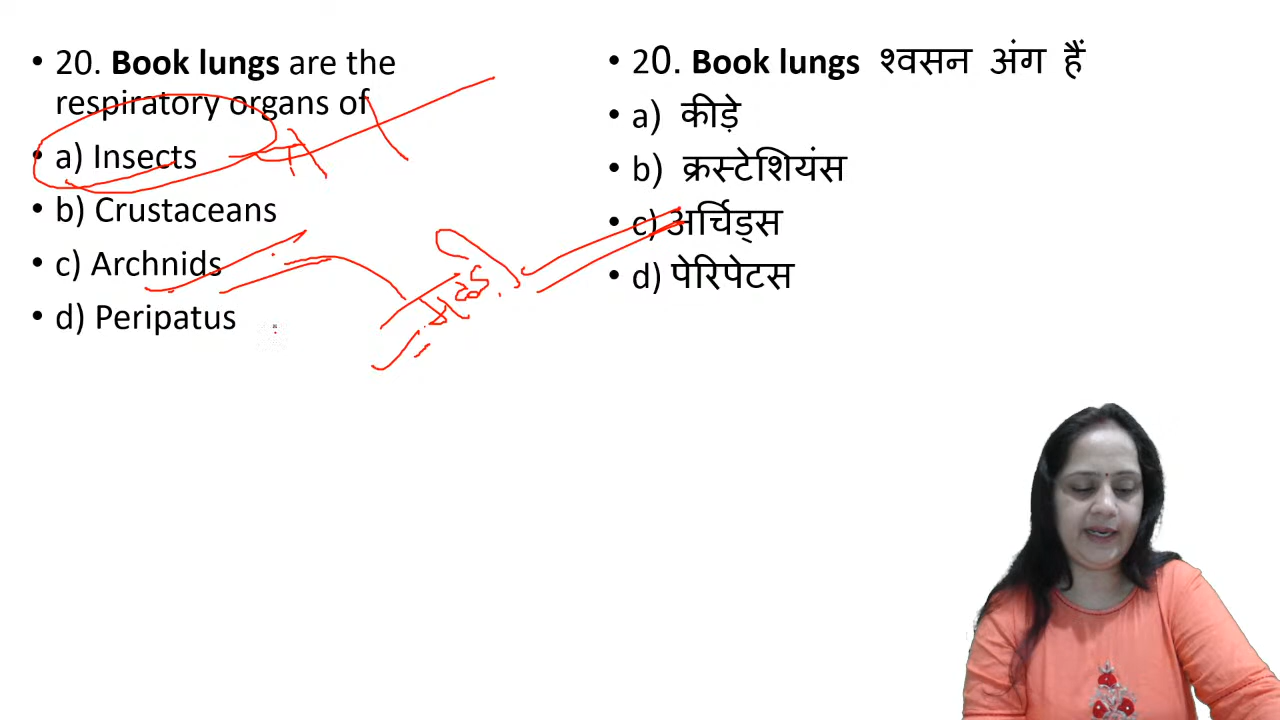 20. Book lungs are the
respiratory organs of
a) Insects
b) Crustaceans
c) Archnids
d) Peripatus
20. Book lungs श्वसन अंग हैं
a) कीड़े
b) क्रस्टेशियंस
c) अर्चिड्स
d) पेरिपेटस